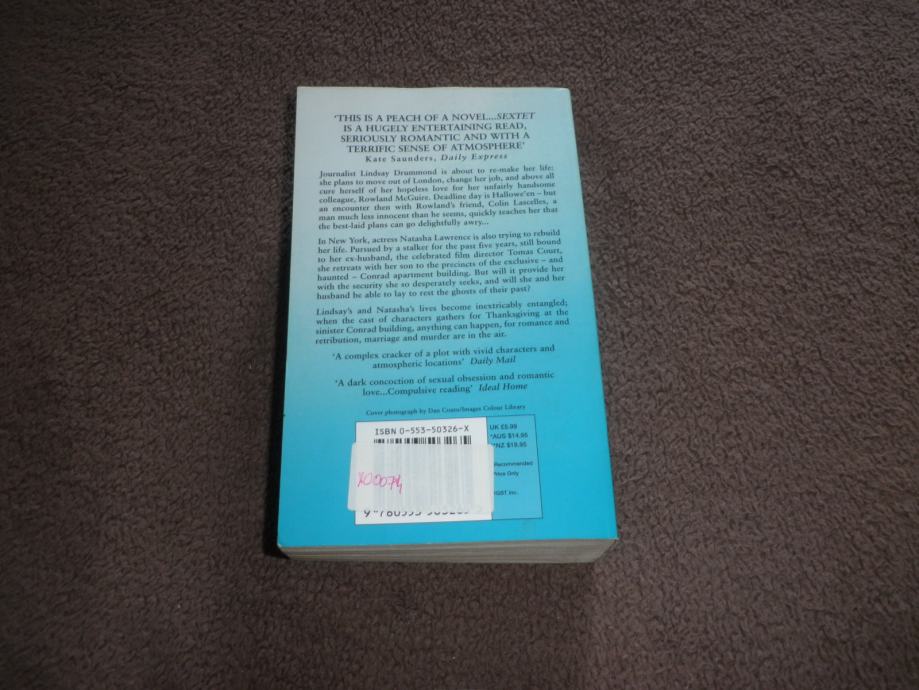 'THIS IS A PEACH OF A NOVEL...SEXTET
IS A HUGELY ENTERTAINING READ,
SERIOUSLY ROMANTIC AND WITH A
TERRIFIC SENSE OF ATMOSPHERE'
Kate Saunders, Daily Express
Journalist Lindsay Drummond is about to re-make her life:
she plans to move out of London, change her job, and above all
cure herself of her hopeless love for her unfairly handsome
colleague, Rowland McGuire. Deadline day is Hallowe'en – but
an encounter then with Rowland's friend, Colin Lascelles, a
man much less innocent than he seems, quickly teaches her that
the best-laid plans can go delightfully awry...
In New York, actress Natasha Lawrence is also trying to rebuild
her life. Pursued by a stalker for the past five years, still bound
to her ex-husband, the celebrated film director Tomas Court,
she retreats with her son to the precincts of the exclusive – and
haunted – Conrad apartment building. But will it provide her
with the security she so desperately seeks, and will she and her
husband be able to lay to rest the ghosts of their past?
Lindsay's and Natasha's lives become inextricably entangled;
when the cast of characters gathers for Thanksgiving at the
sinister Conrad building, anything can happen, for romance and
retribution, marriage and murder are in the air.
'A complex cracker of a plot with vivid characters and
atmospheric locations' Daily Mail
'A dark concoction of sexual obsession and romantic
love...Compulsive reading' Ideal Home
Cover photograph by Dan Coatu/Images Colour Library
ISBN 0-553-50326-X
UK £5.99
*AUS $14.95
*NZ $19.95
Recommended
Price Only
*GST inc.
X00074